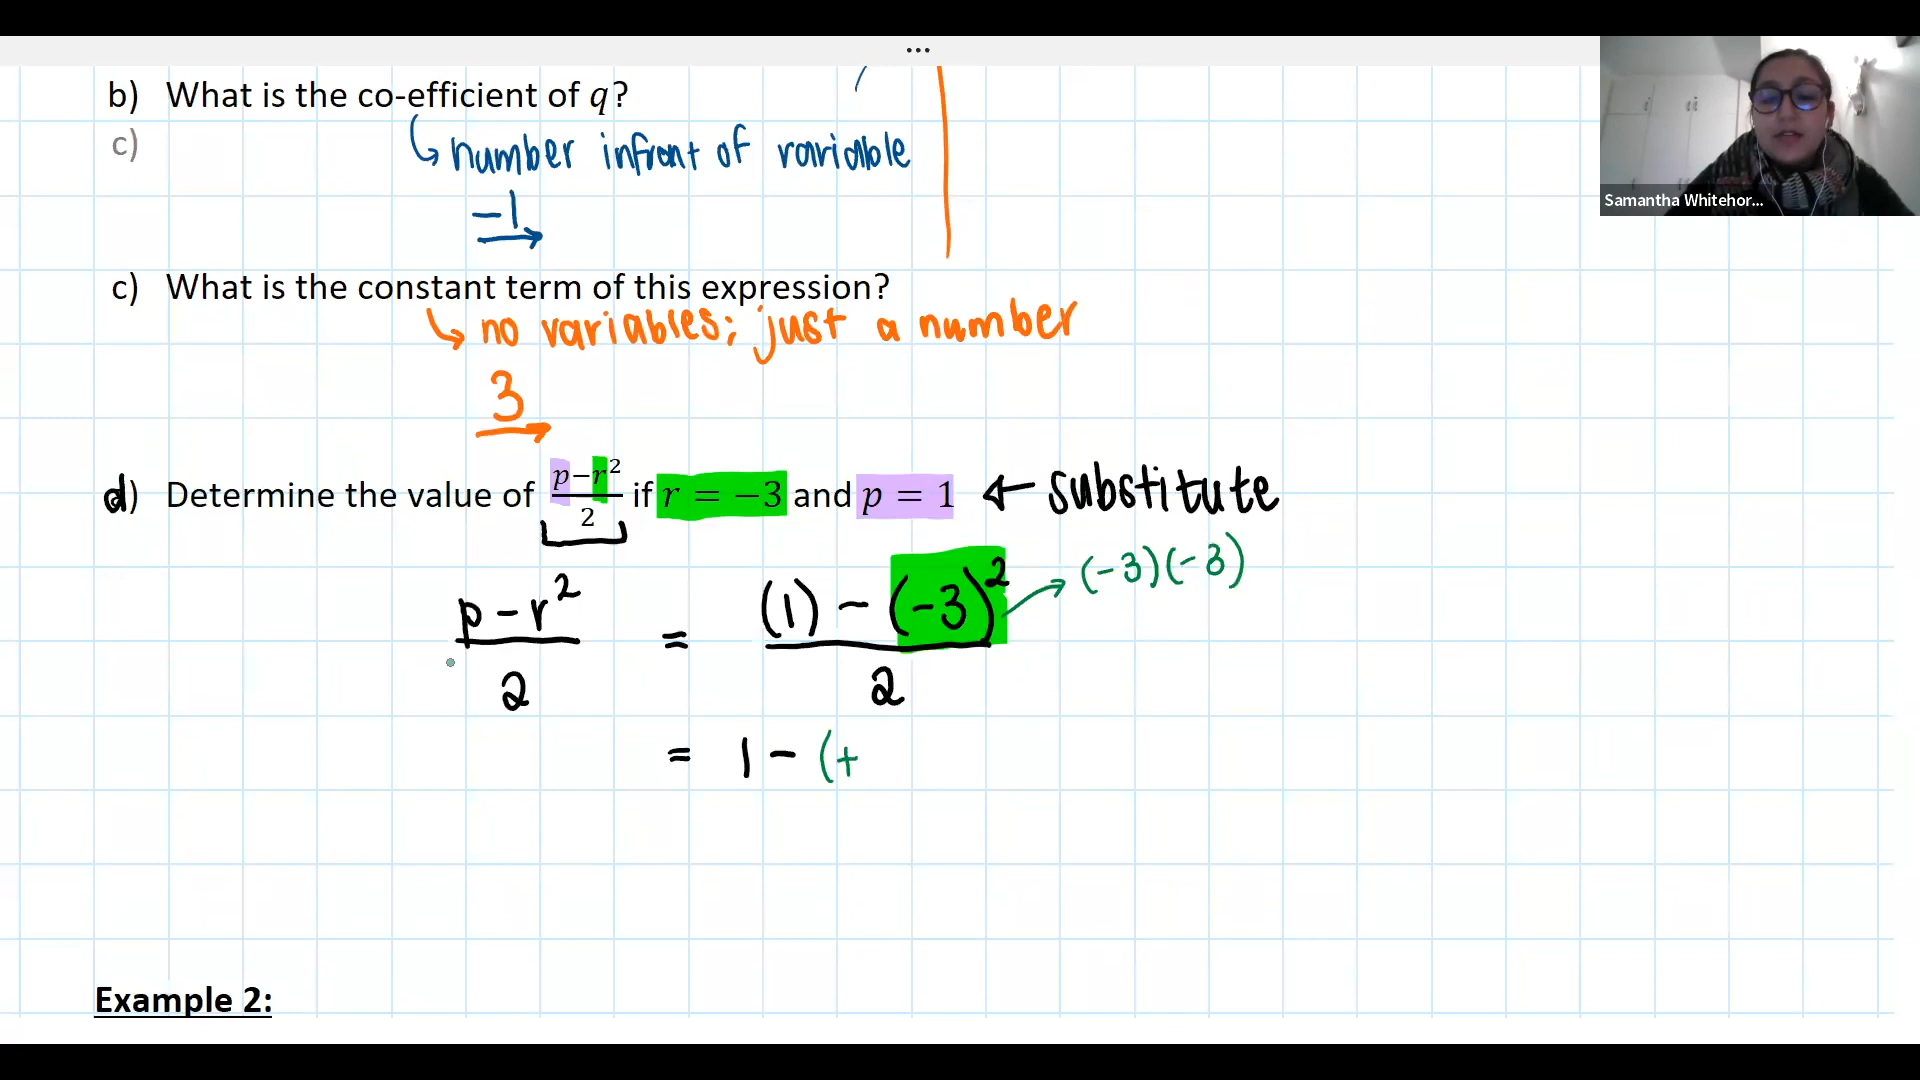 ...
b) What is the co-efficient of q?
c)
↳ number infront of variable
-1
Samantha Whitehor...
c) What is the constant term of this expression?
↳ no variables; just a number
3
d) Determine the value of (p−r²)/2 if r = −3 and p = 1 ← substitute
(p - r²)/2 = ((1) - (-3)²)/2 → (-3)(-3)
= 1 - (+
Example 2: